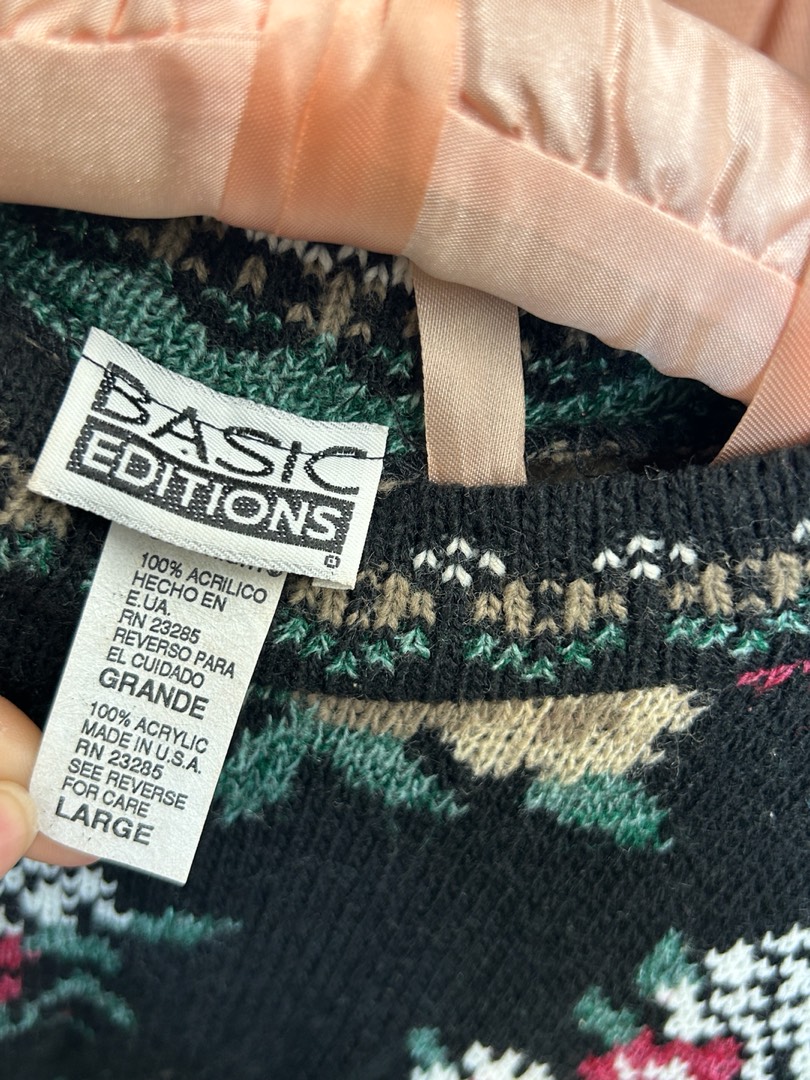 BASIC
EDITIONS
100% ACRILICO
HECHO EN
E.UA.
RN 23285
REVERSO PARA
EL CUIDADO
GRANDE
100% ACRYLIC
MADE IN U.S.A.
RN 23285
SEE REVERSE
FOR CARE
LARGE